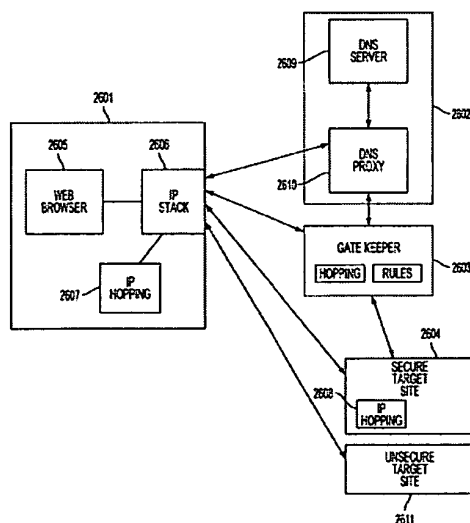 2601
2605
2606
WEB
BROWSER
IP
STACK
2607
IP
HOPPING
2609
DNS
SERVER
2602
2610
DNS
PROXY
GATE KEEPER
HOPPING
RULES
2603
2604
SECURE
TARGET
SITE
2608
IP
HOPPING
UNSECURE
TARGET
SITE
2611